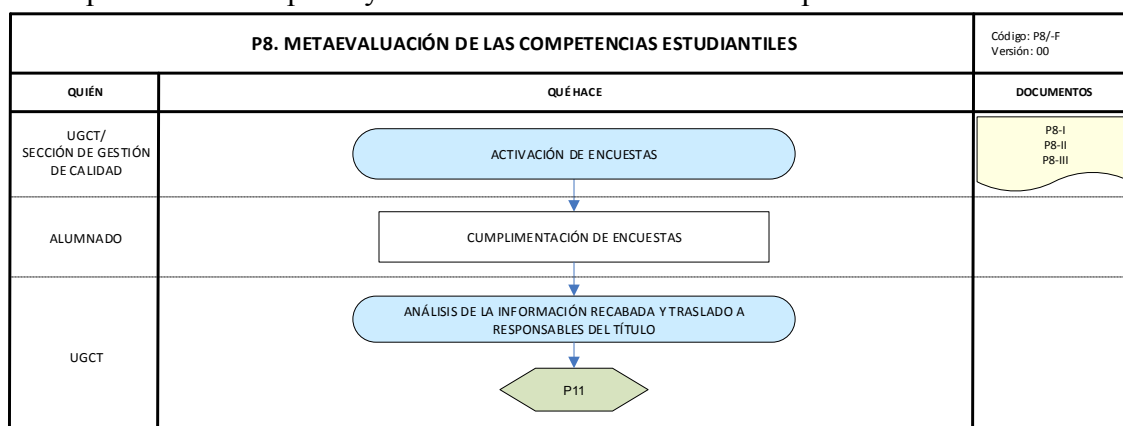 P8. METAEVALUACIÓN DE LAS COMPETENCIAS ESTUDIANTILES
Código: P8/-F
Versión: 00
QUIÉN
QUÉ HACE
DOCUMENTOS
UGCT/
SECCIÓN DE GESTIÓN
DE CALIDAD
ACTIVACIÓN DE ENCUESTAS
P8-I
P8-II
P8-III
ALUMNADO
CUMPLIMENTACIÓN DE ENCUESTAS
UGCT
ANÁLISIS DE LA INFORMACIÓN RECABADA Y TRASLADO A
RESPONSABLES DEL TÍTULO
P11